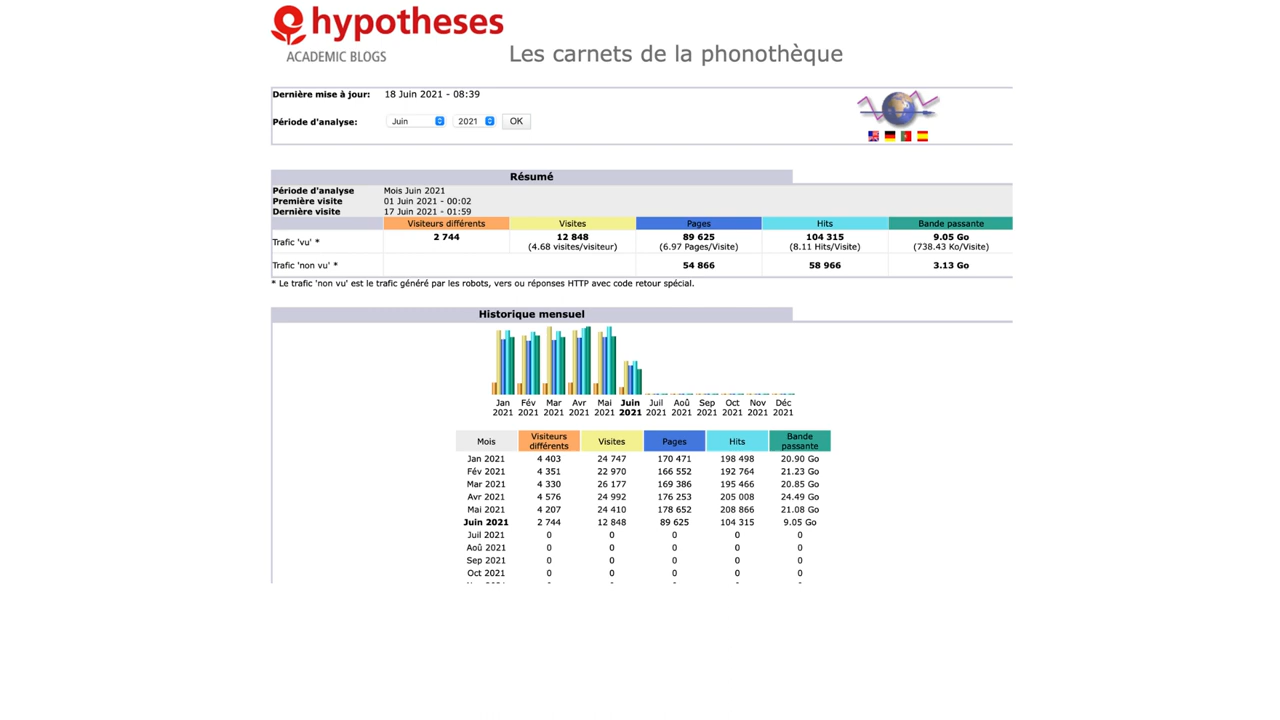 hypotheses
ACADEMIC BLOGS
Les carnets de la phonothèque
Dernière mise à jour: 18 Juin 2021 - 08:39
Période d'analyse: Juin 2021 OK
Résumé
Période d'analyse Mois Juin 2021
Première visite 01 Juin 2021 - 00:02
Dernière visite 17 Juin 2021 - 01:59
Visiteurs différents Visites Pages Hits Bande passante
Trafic 'vu' * 2 744 12 848 89 625 104 315 9.05 Go
(4.68 visites/visiteur) (6.97 Pages/Visite) (8.11 Hits/Visite) (738.43 Ko/Visite)
Trafic 'non vu' * 54 866 58 966 3.13 Go
* Le trafic 'non vu' est le trafic généré par les robots, vers ou réponses HTTP avec code retour spécial.
Historique mensuel
Jan Fév Mar Avr Mai Juin Juil Aoû Sep Oct Nov Déc
2021 2021 2021 2021 2021 2021 2021 2021 2021 2021 2021 2021
Mois Visiteurs différents Visites Pages Hits Bande passante
Jan 2021 4 403 24 747 170 471 198 498 20.90 Go
Fév 2021 4 351 22 970 166 552 192 764 21.23 Go
Mar 2021 4 330 26 177 169 386 195 466 20.85 Go
Avr 2021 4 576 24 992 176 253 205 008 24.49 Go
Mai 2021 4 207 24 410 178 652 208 866 21.08 Go
Juin 2021 2 744 12 848 89 625 104 315 9.05 Go
Juil 2021 0 0 0 0 0
Aoû 2021 0 0 0 0 0
Sep 2021 0 0 0 0 0
Oct 2021 0 0 0 0 0